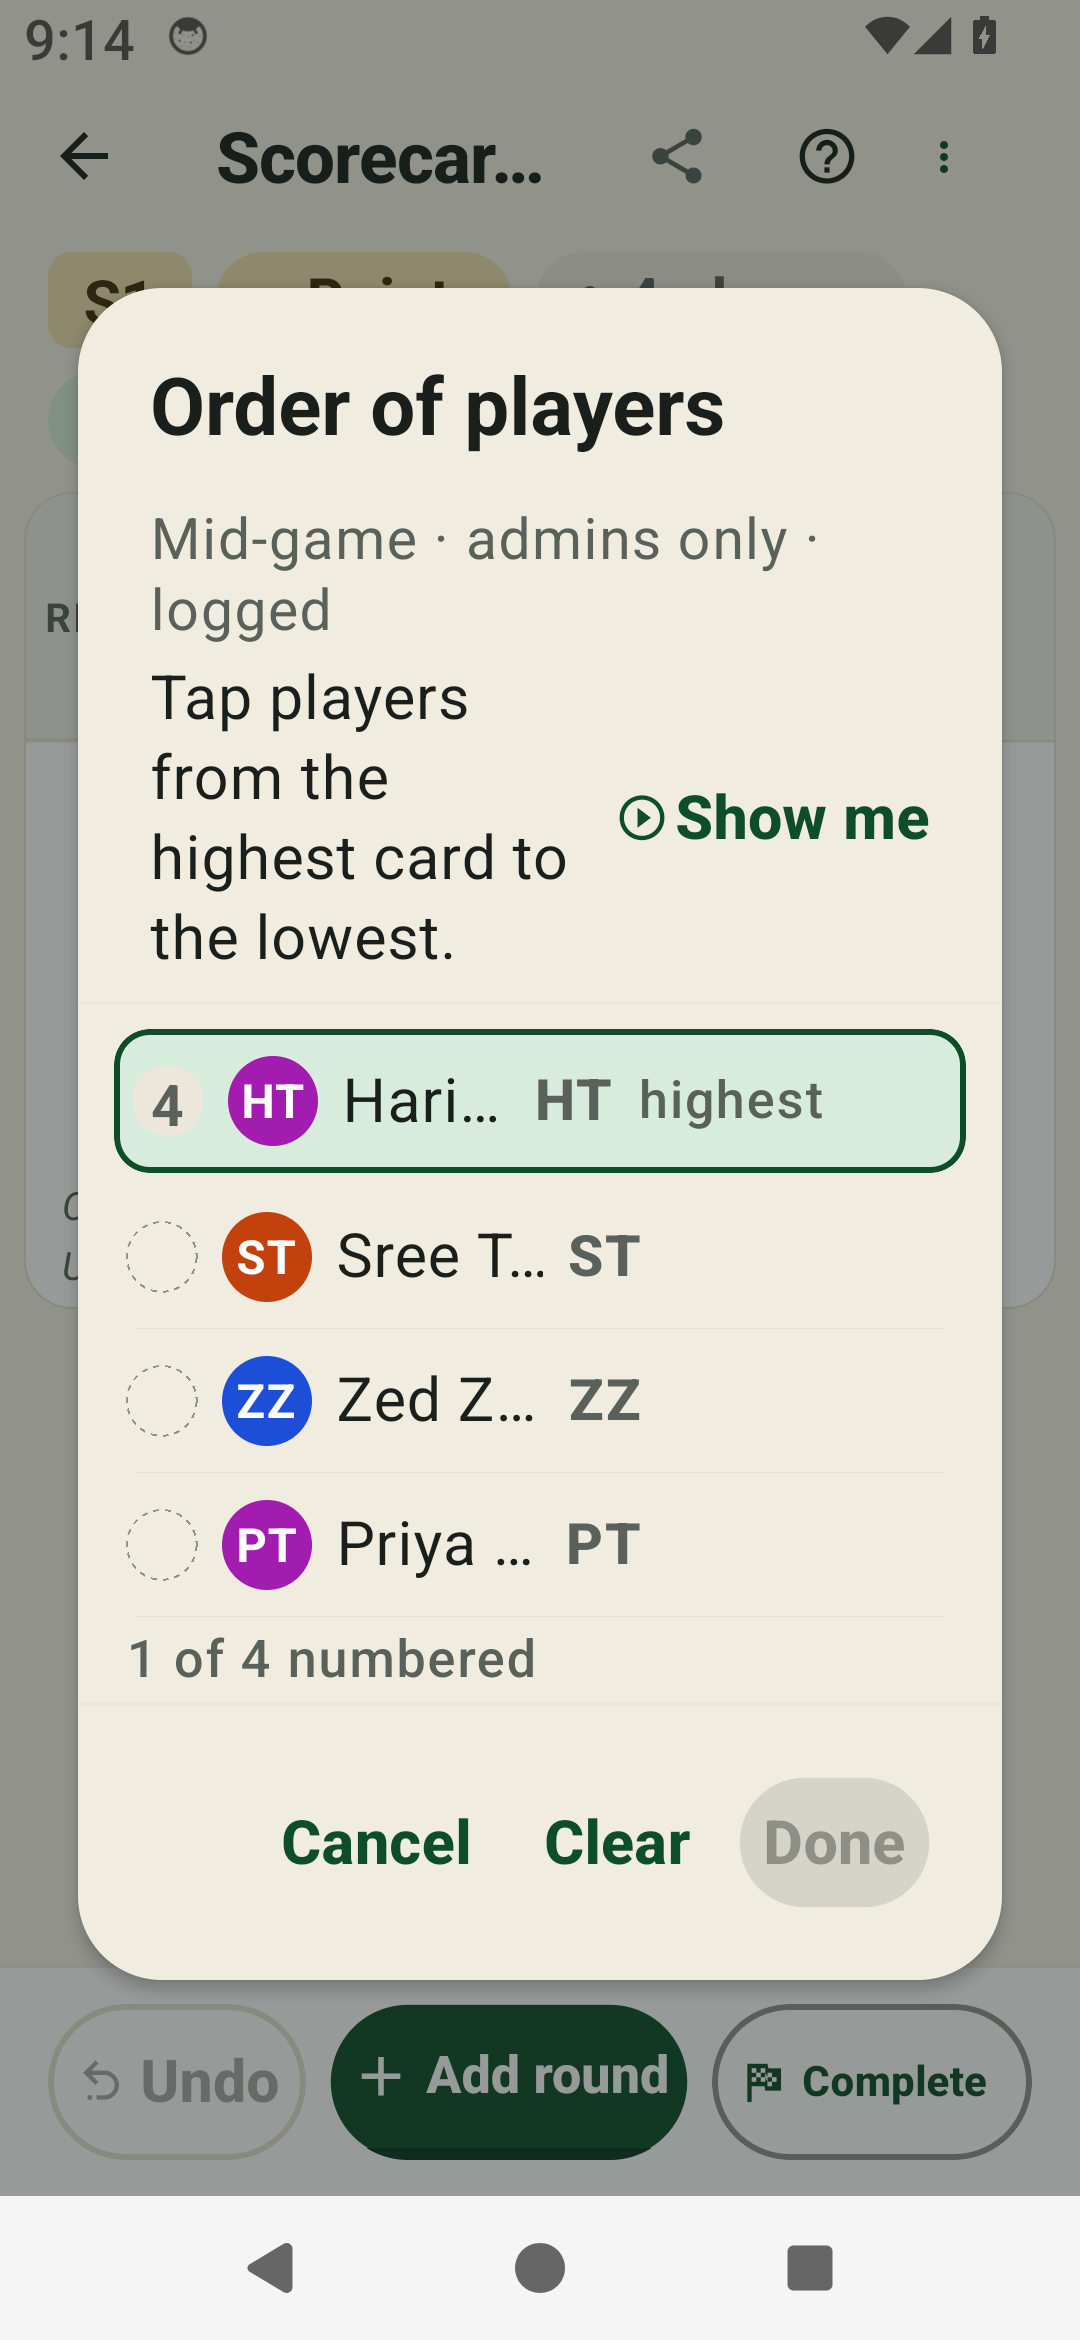 9:14
Scorecar...
S1
Order of players
Mid-game · admins only ·
logged
Tap players
from the
highest card to
the lowest.
Show me
4 HT Hari... HT highest
ST Sree T... ST
ZZ Zed Z... ZZ
PT Priya ... PT
1 of 4 numbered
Cancel Clear Done
Undo + Add round Complete